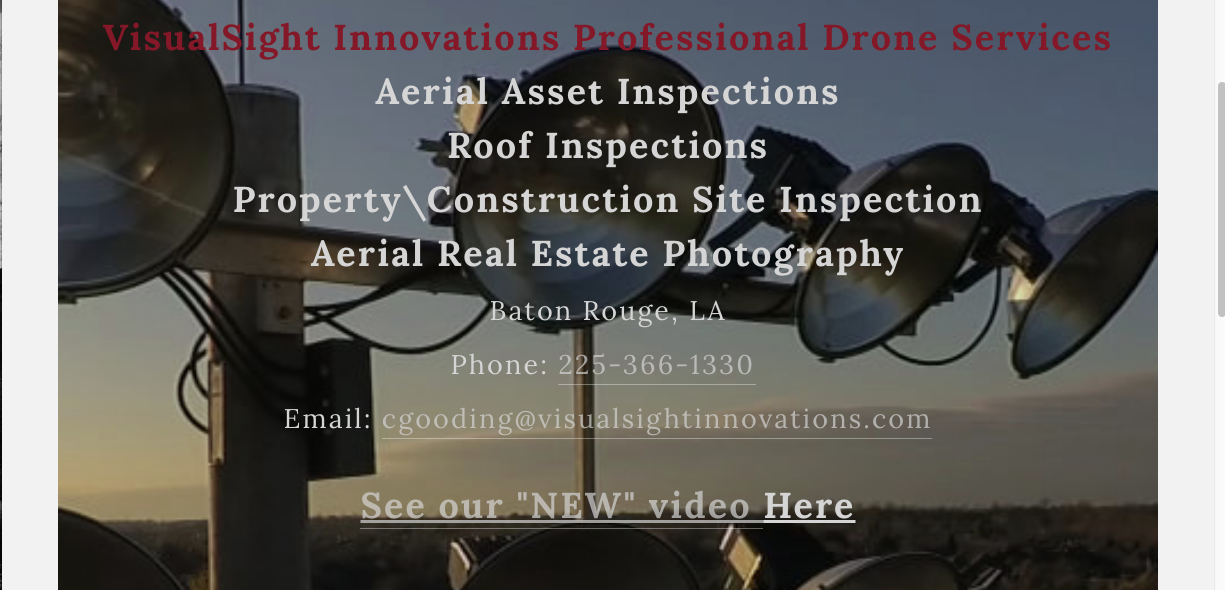 VisualSight Innovations Professional Drone Services
Aerial Asset Inspections
Roof Inspections
Property\Construction Site Inspection
Aerial Real Estate Photography
Baton Rouge, LA
Phone: 225-366-1330
Email: cgooding@visualsightinnovations.com
See our "NEW" video Here